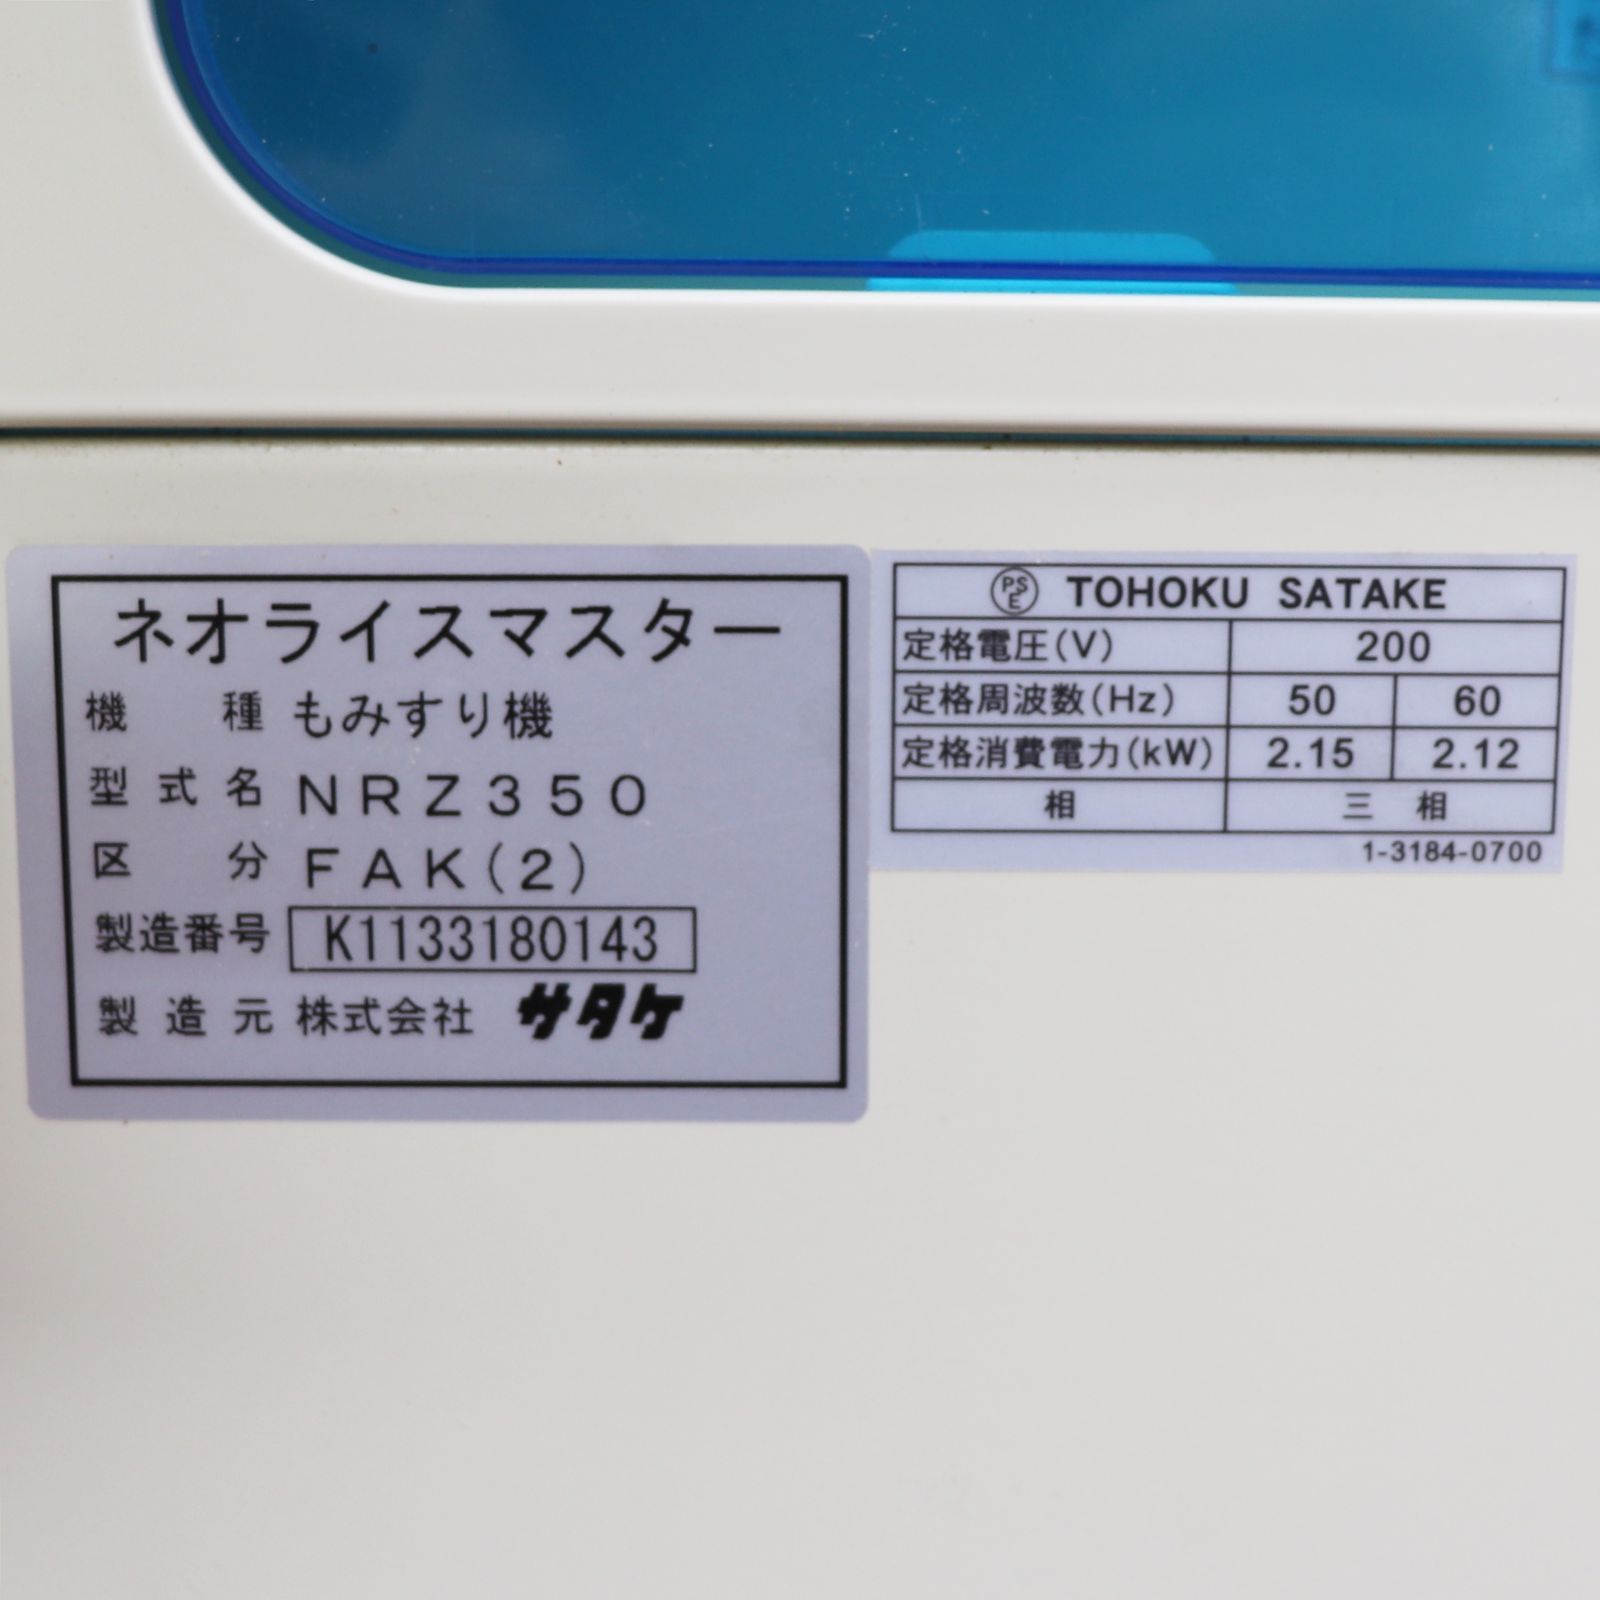 ネオライスマスター
機種 もみすり機
型式名 NRZ350
区分 FAK(2)
製造番号 K1133180143
製造元 株式会社 サタケ
PSE TOHOKU SATAKE
定格電圧(V) 200
定格周波数(Hz) 50 60
定格消費電力(kW) 2.15 2.12
相 三相
1-3184-0700